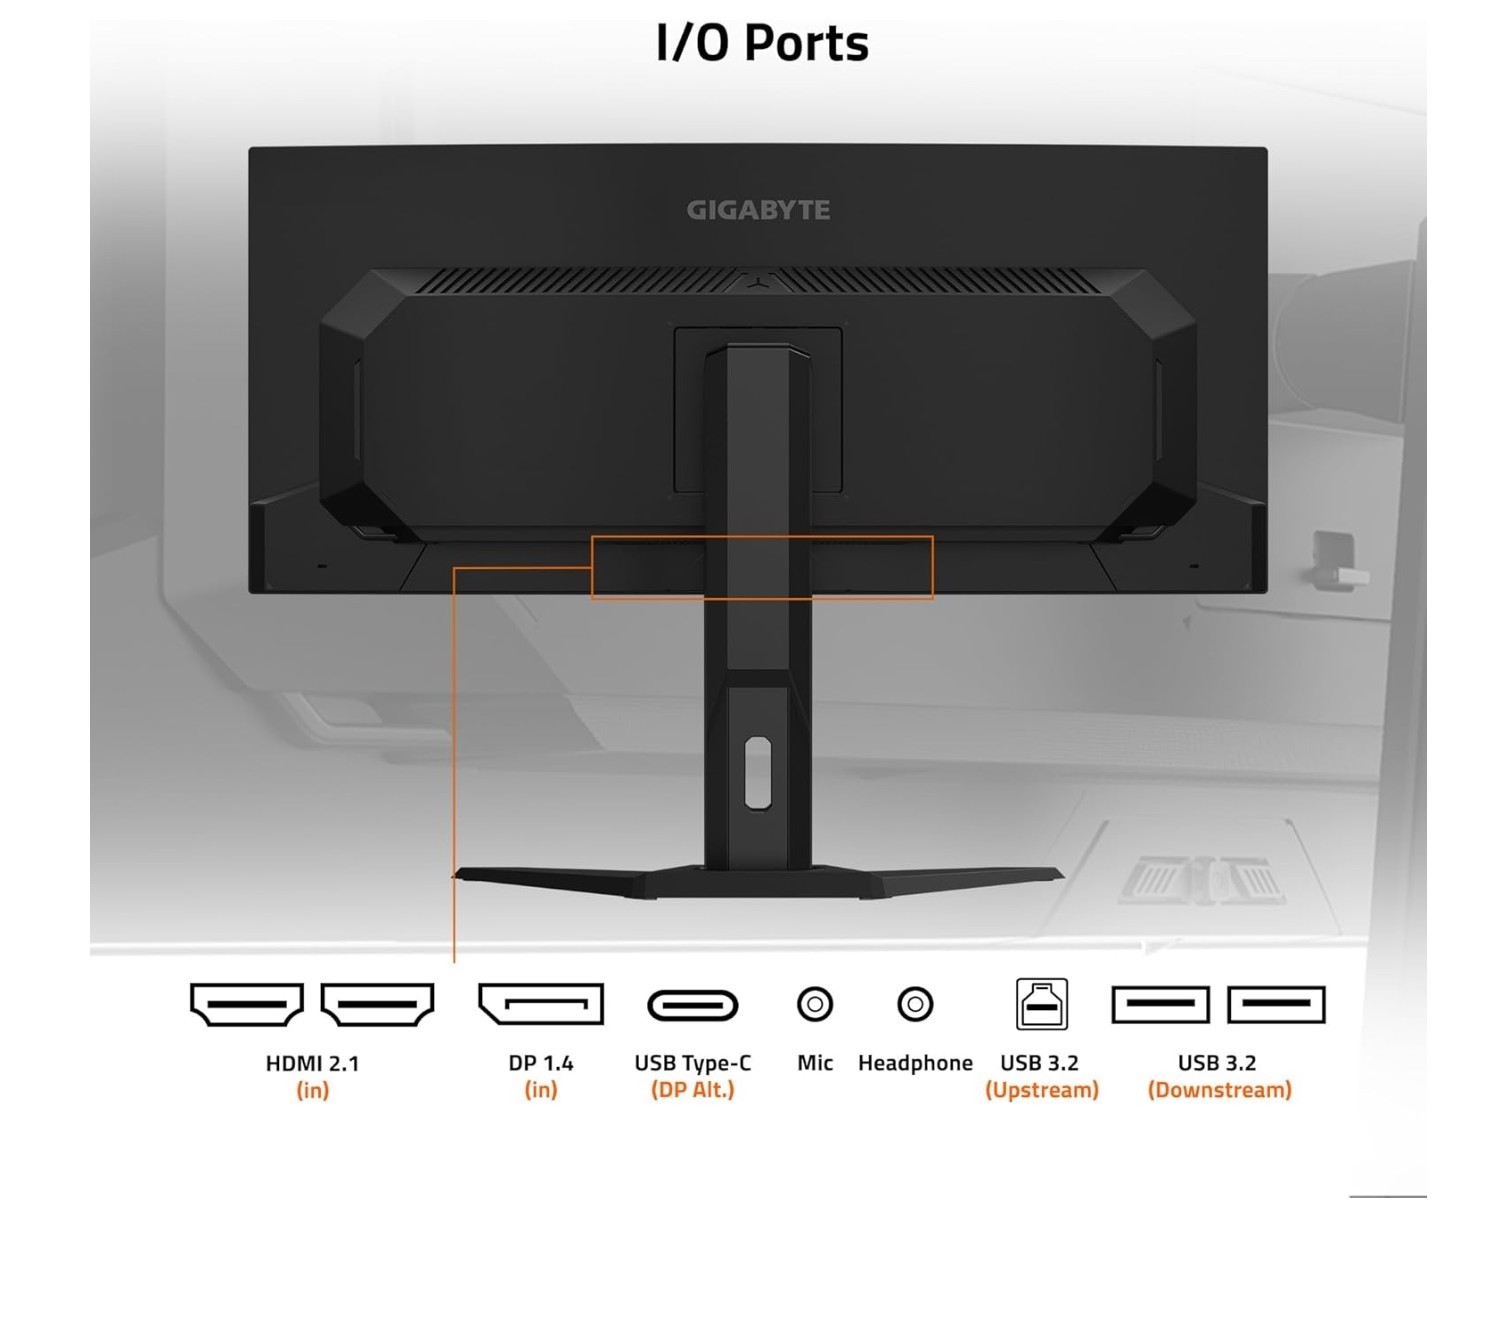 I/O Ports
GIGABYTE
HDMI 2.1
(in)
DP 1.4
(in)
USB Type-C
(DP Alt.)
Mic
Headphone
USB 3.2
(Upstream)
USB 3.2
(Downstream)